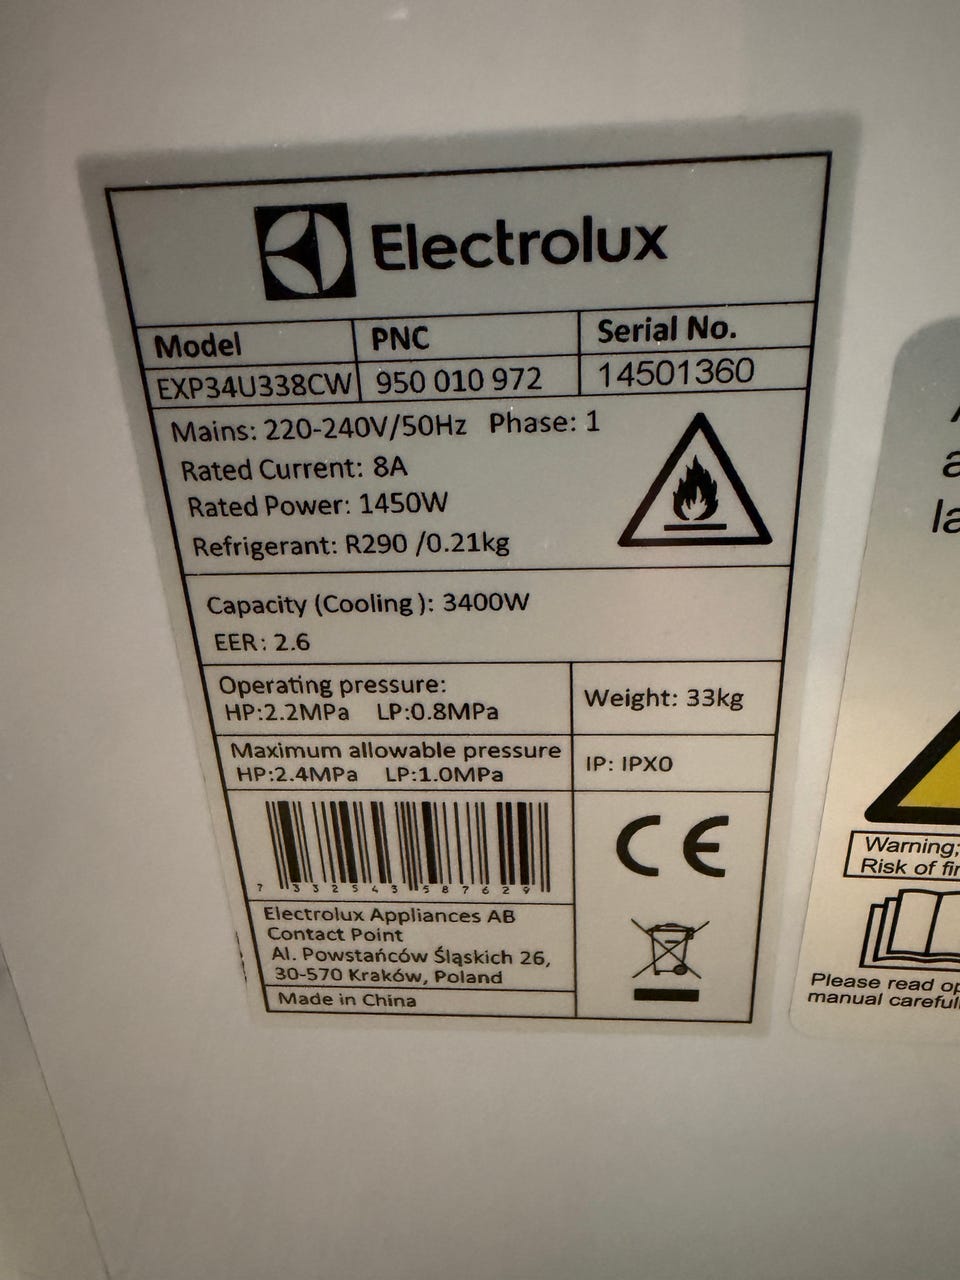 Electrolux
Model PNC Serial No.
EXP34U338CW 950 010 972 14501360
Mains: 220-240V/50Hz Phase: 1
Rated Current: 8A
Rated Power: 1450W
Refrigerant: R290 /0.21kg
Capacity (Cooling): 3400W
EER: 2.6
Operating pressure:
HP:2.2MPa LP:0.8MPa
Weight: 33kg
Maximum allowable pressure
HP:2.4MPa LP:1.0MPa
IP: IPX0
7 332543 587629
CE
Electrolux Appliances AB
Contact Point
Al. Powstańców Śląskich 26,
30-570 Kraków, Poland
Made in China
Warning;
Risk of
Please read
manual